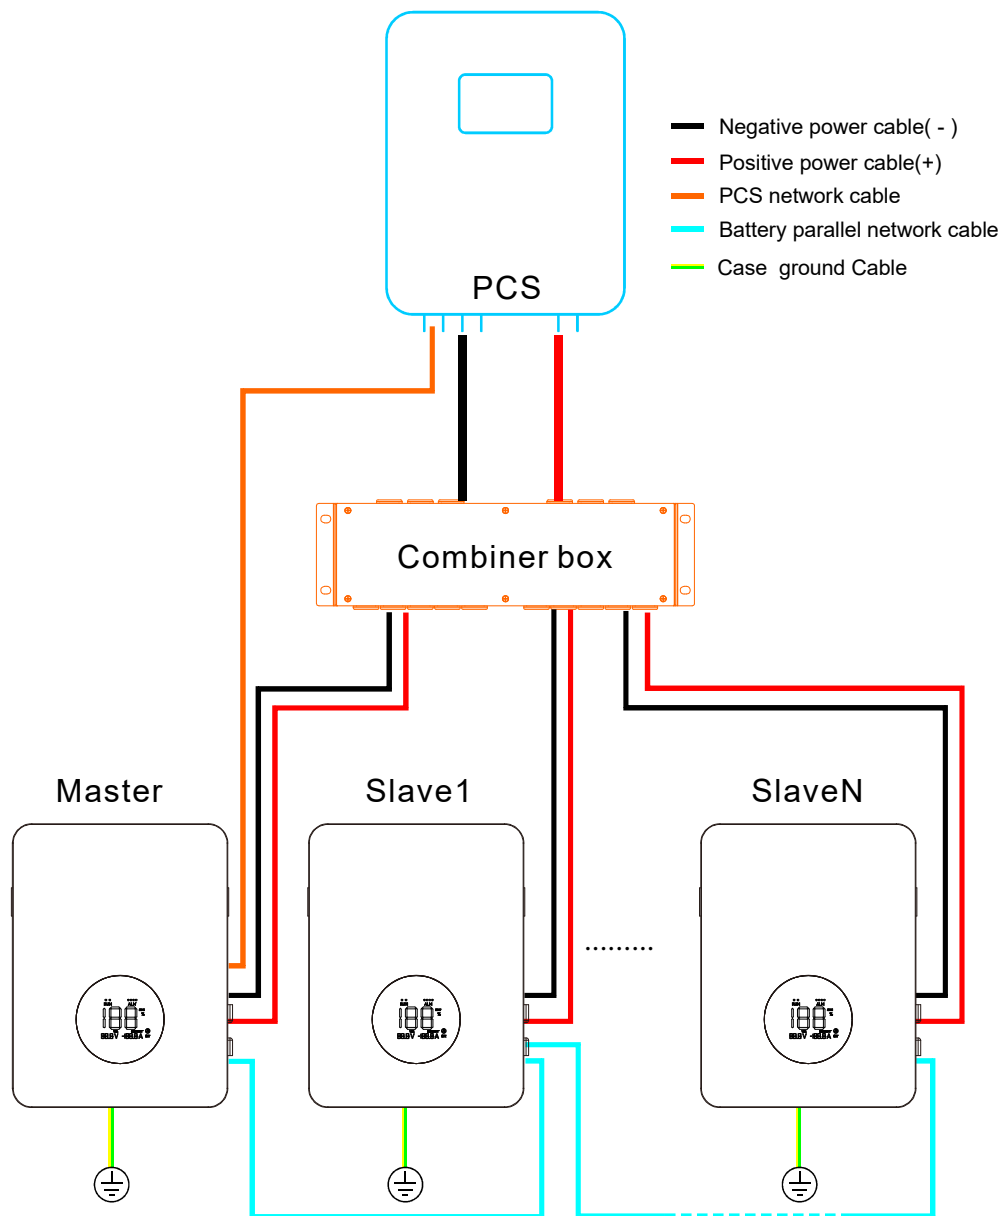 Negative power cable( - )
Positive power cable(+)
PCS network cable
Battery parallel network cable
Case ground Cable
PCS
Combiner box
Master
Slave1
SlaveN
.........